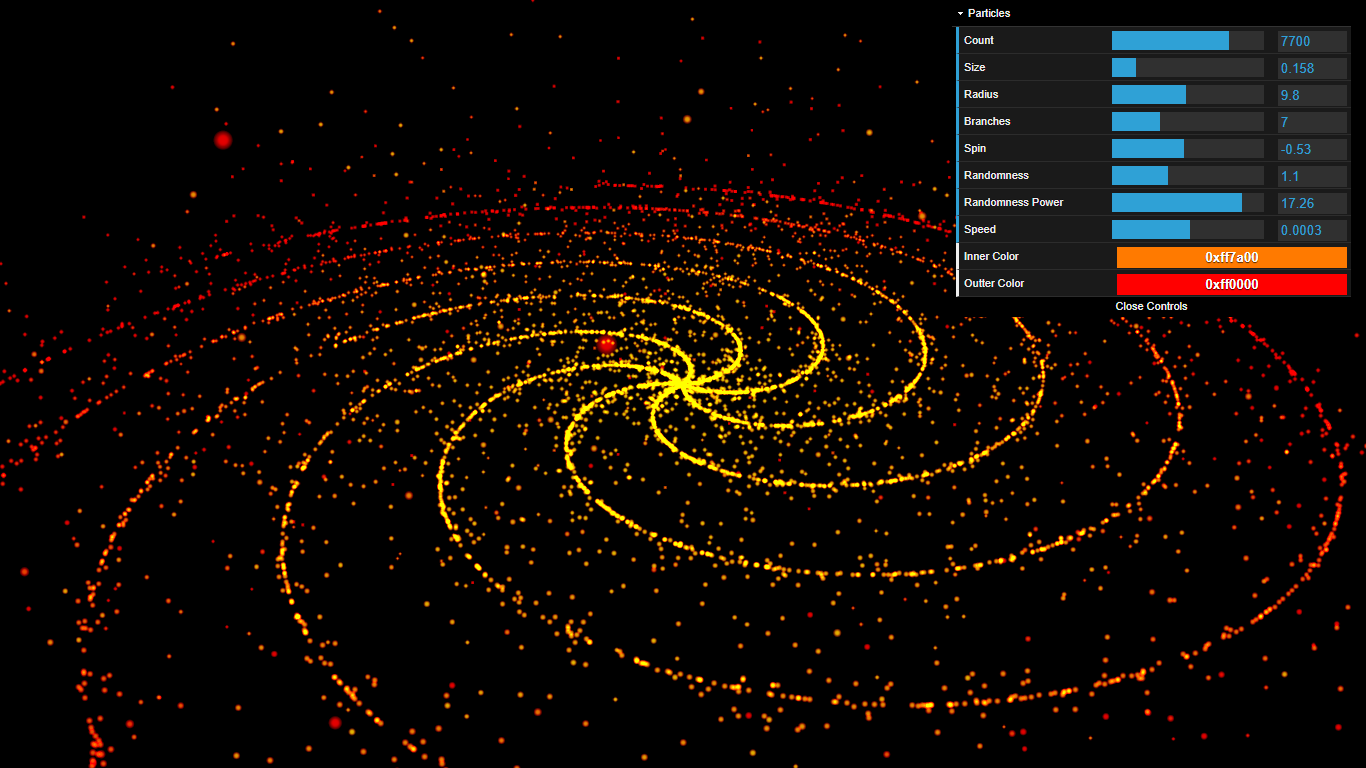 Particles
Count 7700
Size 0.158
Radius 9.8
Branches 7
Spin -0.53
Randomness 1.1
Randomness Power 17.26
Speed 0.0003
Inner Color 0xff7a00
Outter Color 0xff0000
Close Controls